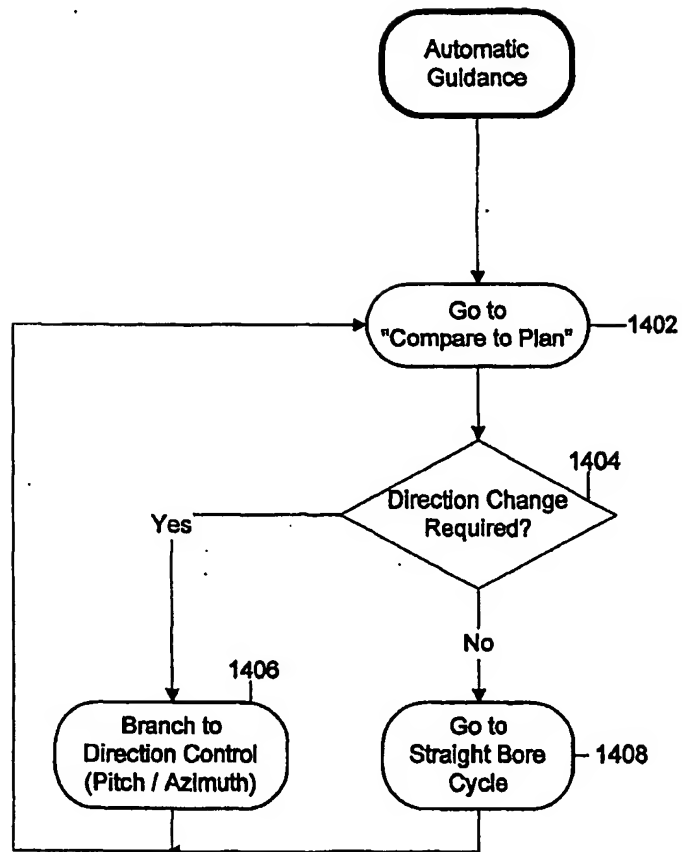 Automatic
Guidance
Go to
"Compare to Plan"
1402
1404
Direction Change
Required?
Yes
No
1406
Branch to
Direction Control
(Pitch / Azimuth)
Go to
Straight Bore
Cycle
1408